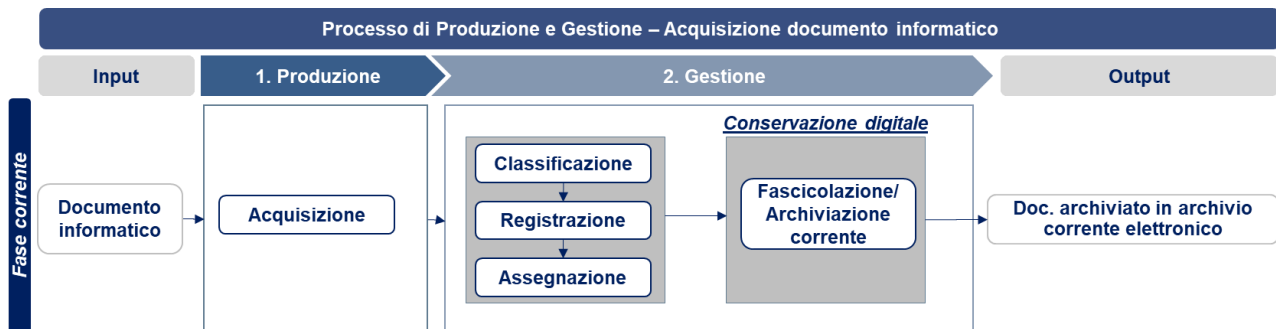 Processo di Produzione e Gestione – Acquisizione documento informatico
Input
1. Produzione
2. Gestione
Output
Fase corrente
Documento
informatico
Acquisizione
Classificazione
Registrazione
Assegnazione
Conservazione digitale
Fascicolazione/
Archiviazione
corrente
Doc. archiviato in archivio
corrente elettronico